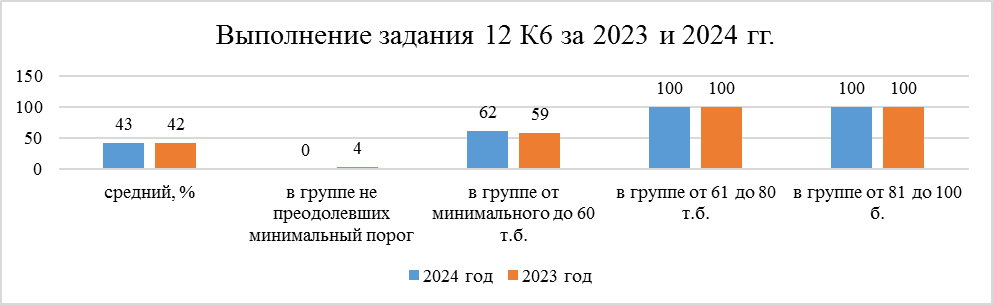 Выполнение задания 12 К6 за 2023 и 2024 гг.
150
100
50
0
43 42
0 4
62 59
100 100
100 100
средний, %
в группе не
преодолевших
минимальный порог
в группе от
минимального до 60
т.б.
в группе от 61 до 80
т.б.
в группе от 81 до 100
б.
2024 год
2023 год